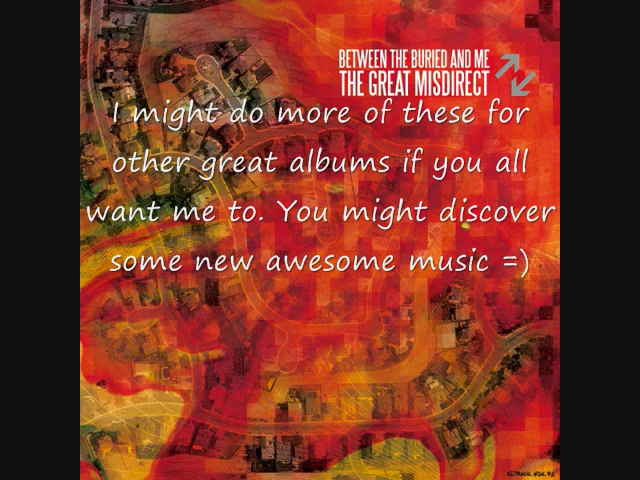 BETWEEN THE BURIED AND ME
THE GREAT MISDIRECT
I might do more of these for
other great albums if you all
want me to. You might discover
some new awesome music =)